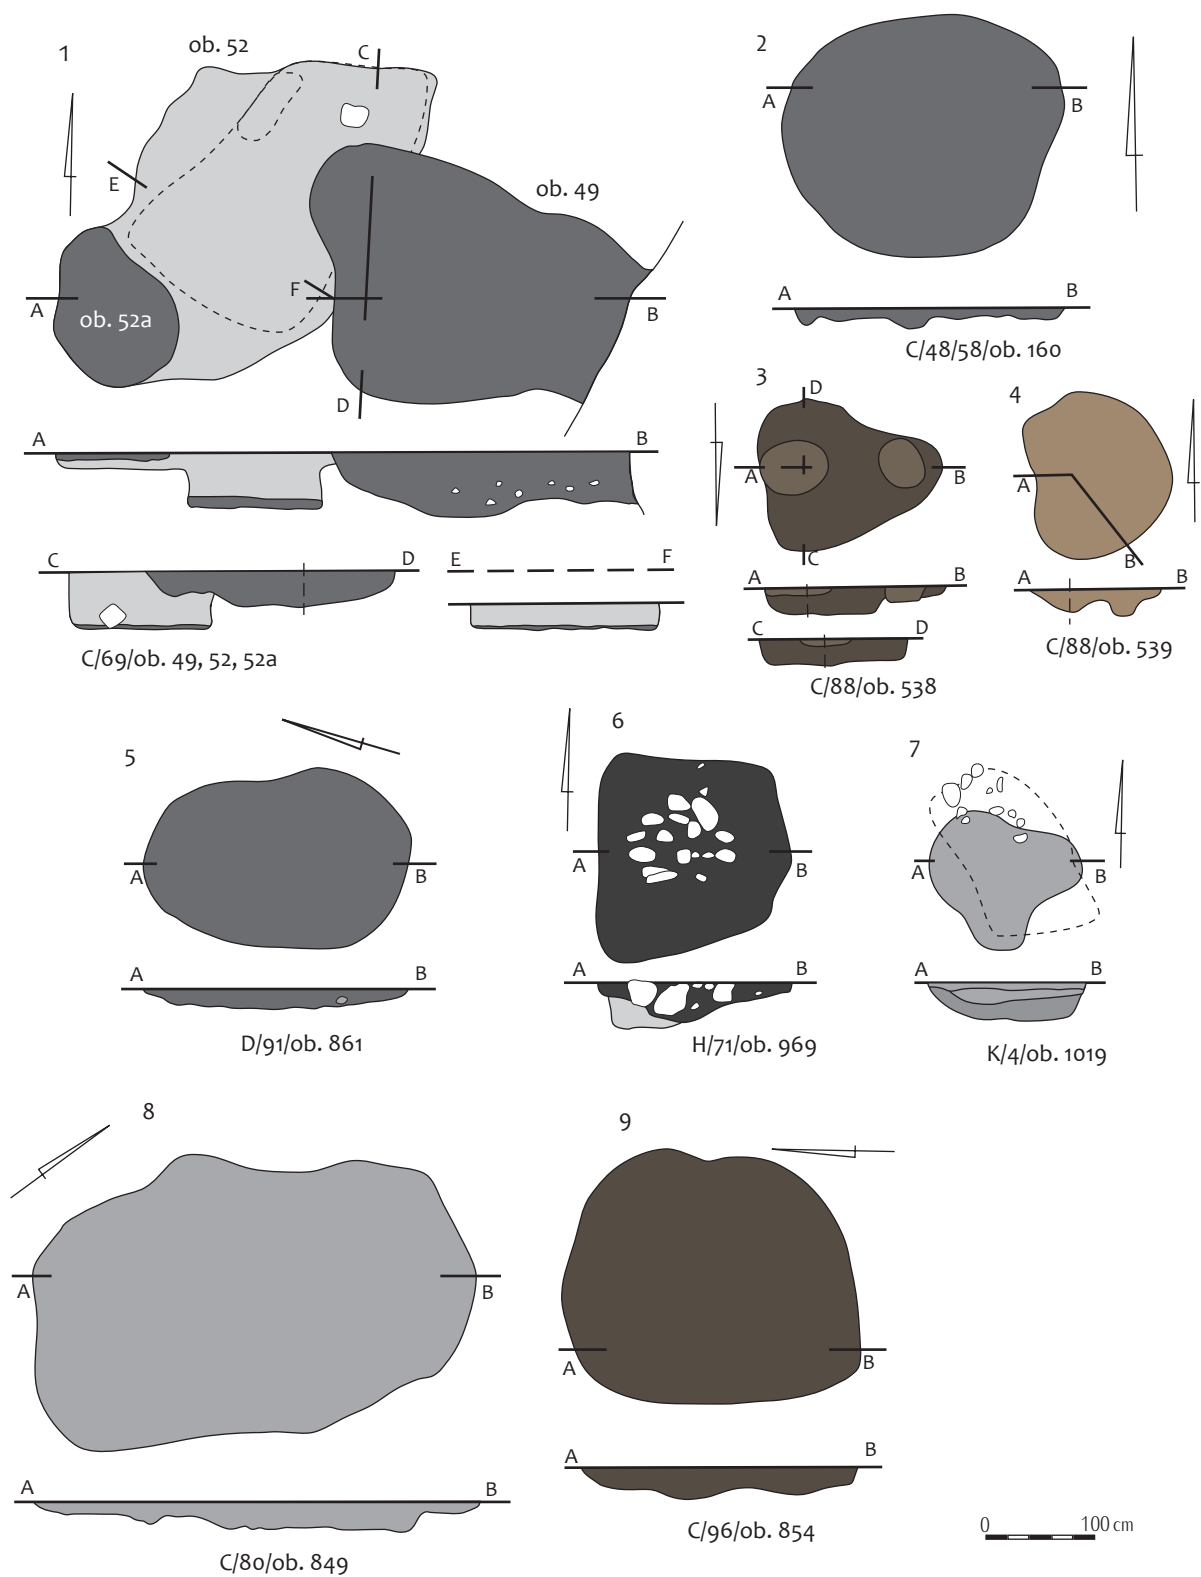 1
ob. 52
C
E
ob. 49
F
A
ob. 52a
B
D
A
B
C
D
E
F
C/69/ob. 49, 52, 52a
2
A
B
A
B
C/48/58/ob. 160
3
D
A
B
C
A
B
C
D
C/88/ob. 538
4
A
B
A
B
C/88/ob. 539
5
A
B
A
B
D/91/ob. 861
6
A
B
A
B
H/71/ob. 969
7
A
B
A
B
K/4/ob. 1019
8
A
B
A
B
C/80/ob. 849
9
A
B
A
B
C/96/ob. 854
0 100 cm